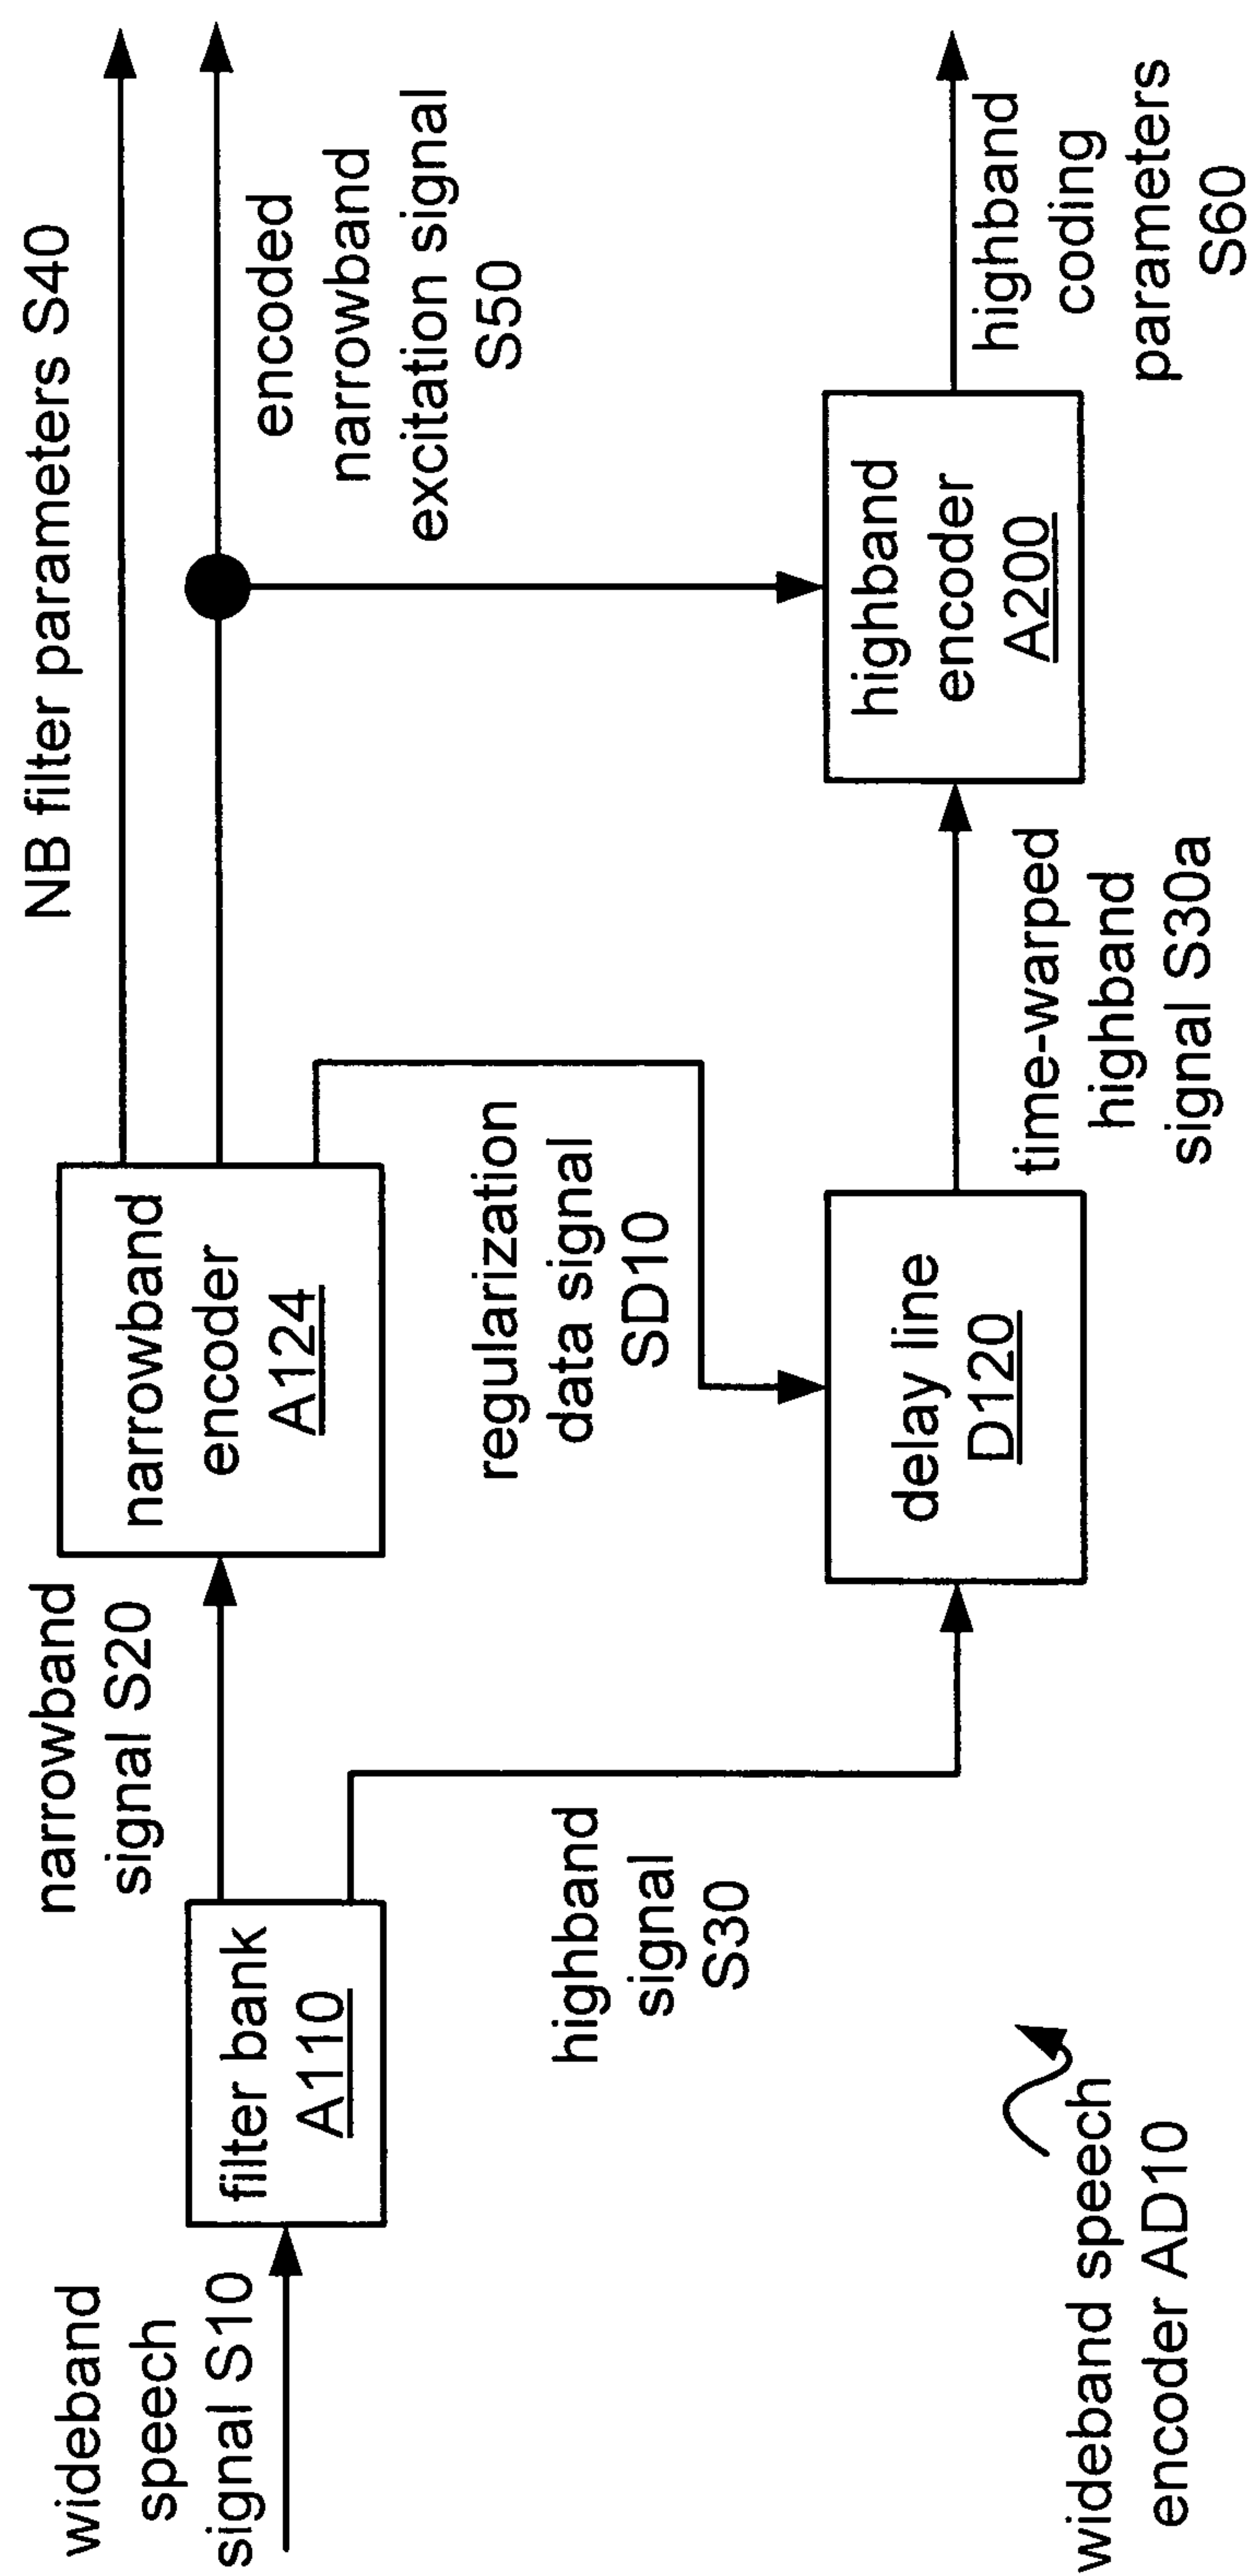 wideband
speech
signal S10
filter bank
A110
narrowband
signal S20
highband
signal
S30
narrowband
encoder
A124
regularization
data signal
SD10
delay line
D120
NB filter parameters S40
encoded
narrowband
excitation signal
S50
time-warped
highband
signal S30a
highband
encoder
A200
highband
coding
parameters
S60
wideband speech
encoder AD10